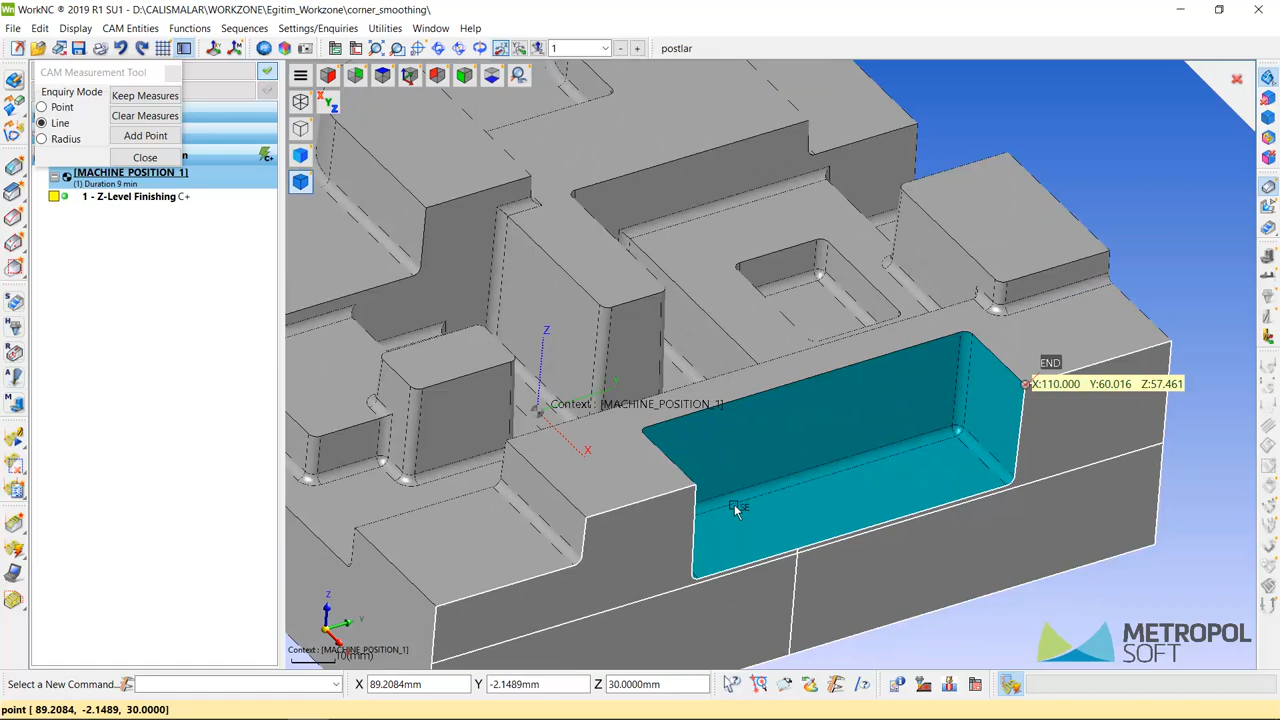 WorkNC ® 2019 R1 SU1 - D:\CALISMALAR\WORKZONE\Egitim_Workzone\corner_smoothing\
File Edit Display CAM Entities Functions Sequences Settings/Enquiries Utilities Window Help
1 - + postlar
CAM Measurement Tool
Enquiry Mode
Keep Measures
Point
Line
Clear Measures
Radius
Add Point
Close
[MACHINE_POSITION_1]
(1) Duration 9 min
1 - Z-Level Finishing C+
X
Y
Z
Z
Y
X
Context : [MACHINE_POSITION_1]
END
X:110.000 Y:60.016 Z:57.461
Z
Y
Context : [MACHINE_POSITION_1]
10(mm)
METROPOL
SOFT
Select a New Command...
X 89.2084mm Y -2.1489mm Z 30.0000mm
point [ 89.2084, -2.1489, 30.0000]